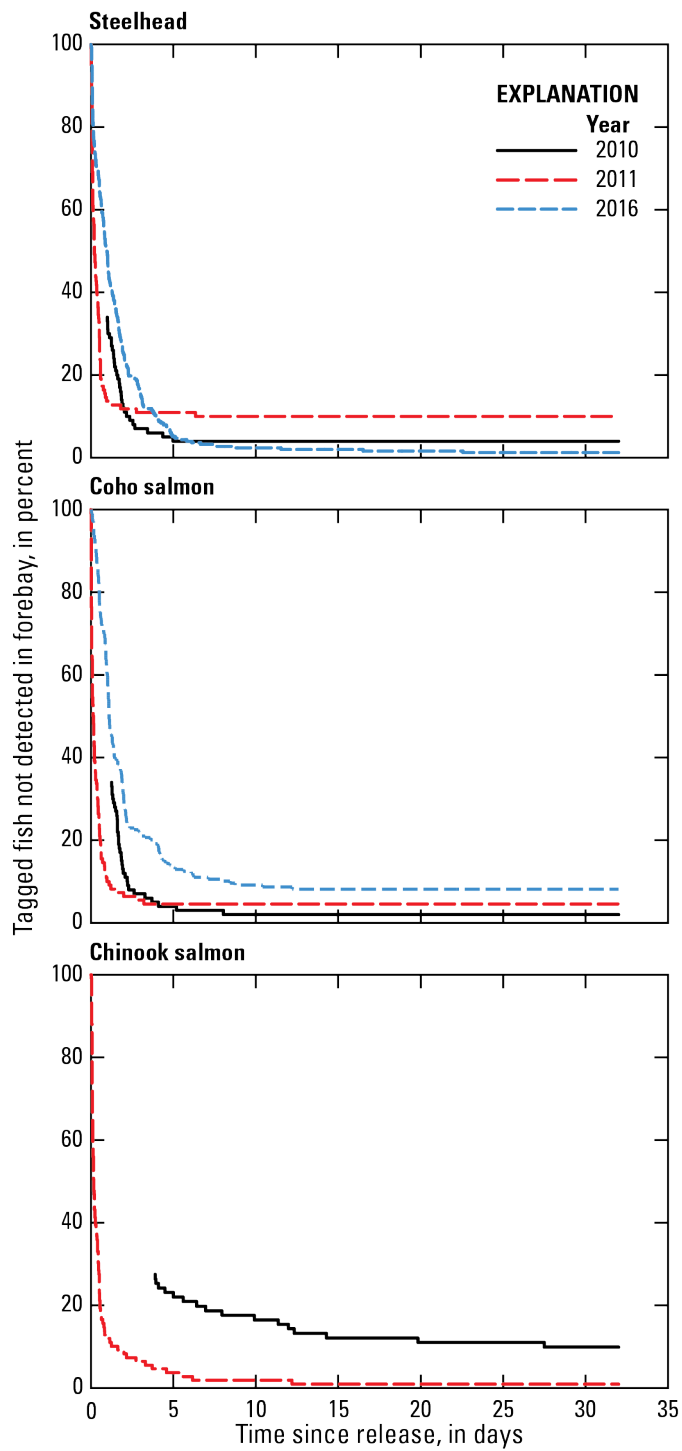 Steelhead
100
80
60
40
20
0
EXPLANATION
Year
2010
2011
2016
Coho salmon
100
80
60
40
20
0
Chinook salmon
100
80
60
40
20
0
0 5 10 15 20 25 30 35
Time since release, in days
Tagged fish not detected in forebay, in percent